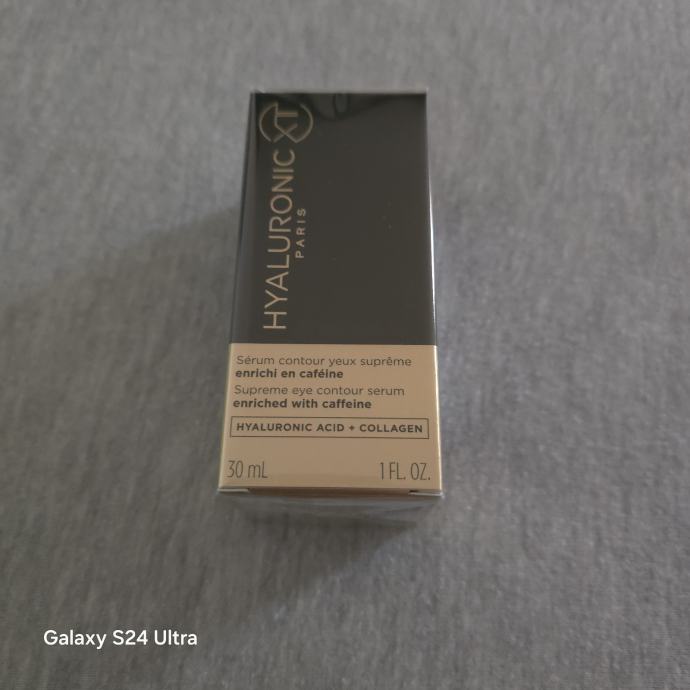 HYALURONIC XT
PARIS
Sérum contour yeux suprême
enrichi en caféine
Supreme eye contour serum
enriched with caffeine
HYALURONIC ACID + COLLAGEN
30 mL 1 FL. OZ.
Galaxy S24 Ultra